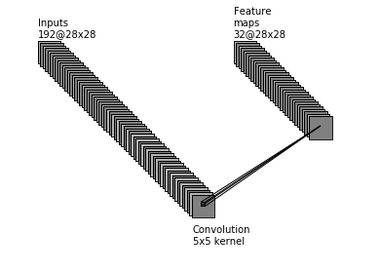 Inputs
192@28x28
Feature
maps
32@28x28
Convolution
5x5 kernel